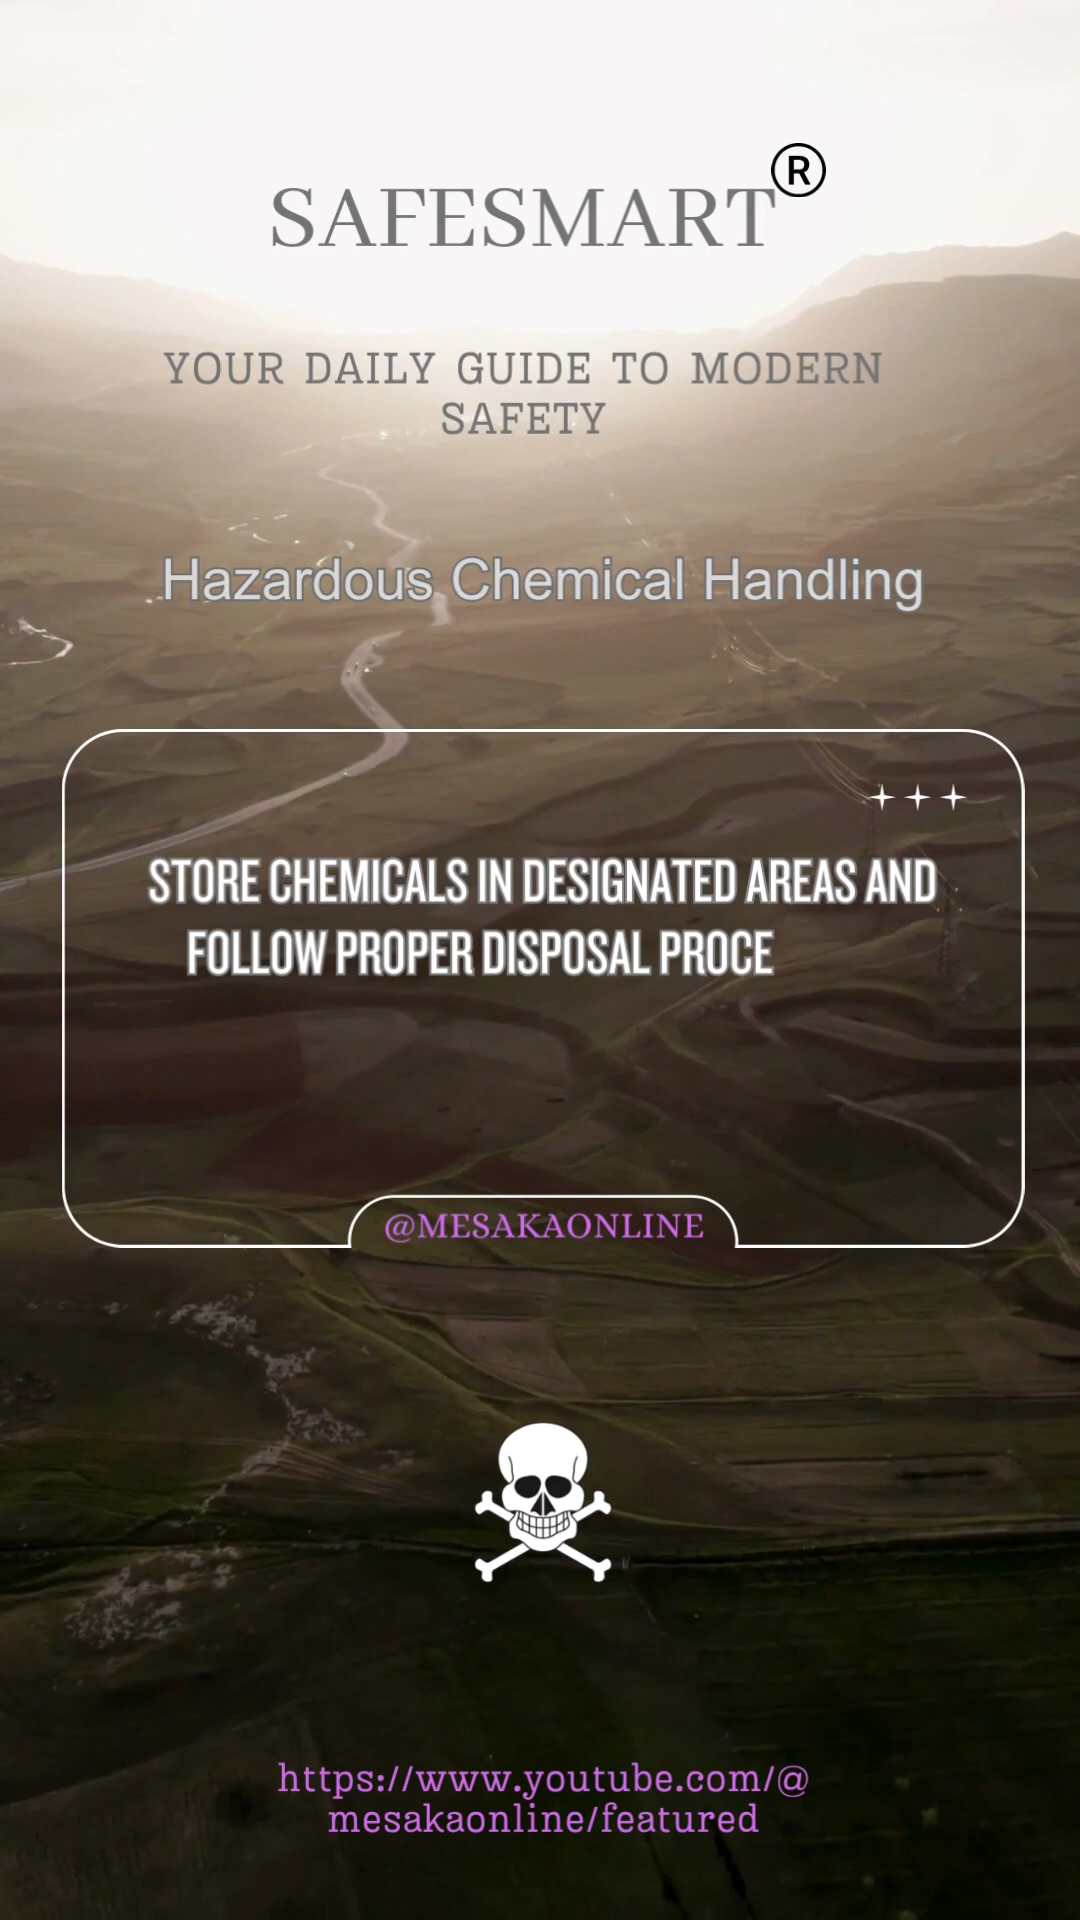 SAFESMART®
YOUR DAILY GUIDE TO MODERN
SAFETY
Hazardous Chemical Handling
STORE CHEMICALS IN DESIGNATED AREAS AND
FOLLOW PROPER DISPOSAL PROCE
@MESAKAONLINE
https://www.youtube.com/@
mesakaonline/featured